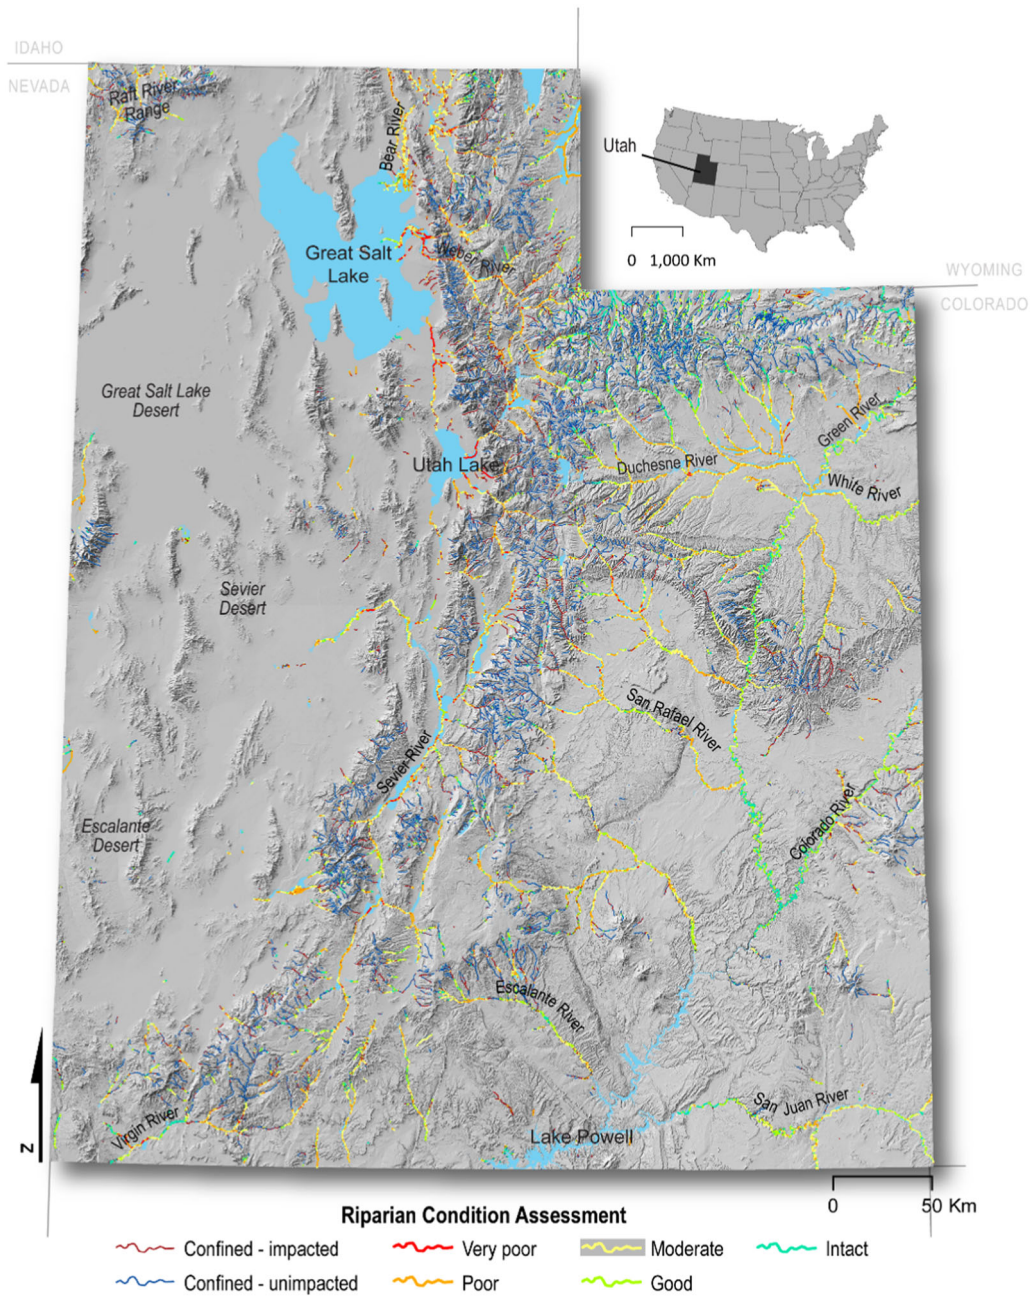 IDAHO
NEVADA
Raft River
Range
Bear River
Utah
0 1,000 Km
Great Salt
Lake
Weber River
WYOMING
COLORADO
Great Salt Lake
Desert
Green River
Utah Lake
Duchesne River
White River
Sevier
Desert
San Rafael River
Sevier River
Colorado River
Escalante
Desert
Escalante
River
Virgin River
San Juan River
Lake Powell
N
0 50 Km
Riparian Condition Assessment
Confined - impacted
Very poor
Moderate
Intact
Confined - unimpacted
Poor
Good